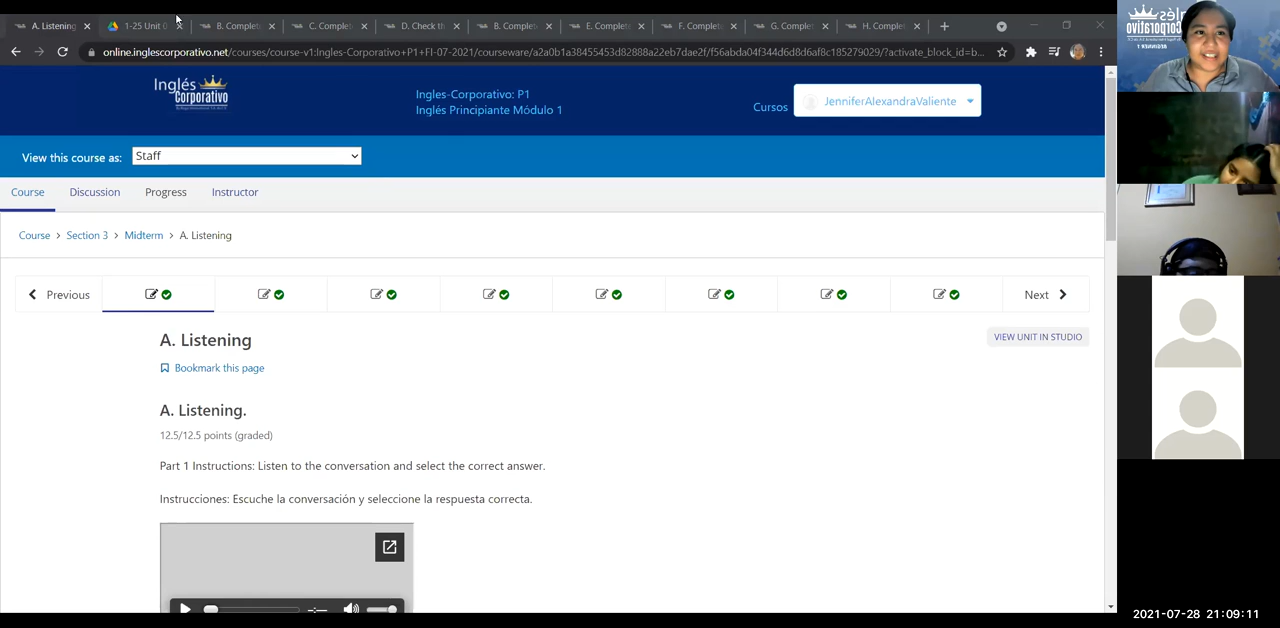 A. Listening
1-25 Unit 0
B. Complet
C. Complet
D. Check th
B. Complet
E. Complet
F. Complet
G. Complet
H. Complet
online.inglescorporativo.net/courses/course-v1:Ingles-Corporativo+P1+FI-07-2021/courseware/a2a0b1a38455453d82888a22eb7dae2f/f56abda04f344d6d8d6af8c185279029/?activate_block_id=b...
Inglés
Corporativo
Ingles-Corporativo: P1
Inglés Principiante Módulo 1
Cursos
JenniferAlexandraValiente
View this course as:
Staff
Course
Discussion
Progress
Instructor
Course > Section 3 > Midterm > A. Listening
Previous
Next
A. Listening
VIEW UNIT IN STUDIO
Bookmark this page
A. Listening.
12.5/12.5 points (graded)
Part 1 Instructions: Listen to the conversation and select the correct answer.
Instrucciones: Escuche la conversación y seleccione la respuesta correcta.
2021-07-28 21:09:11